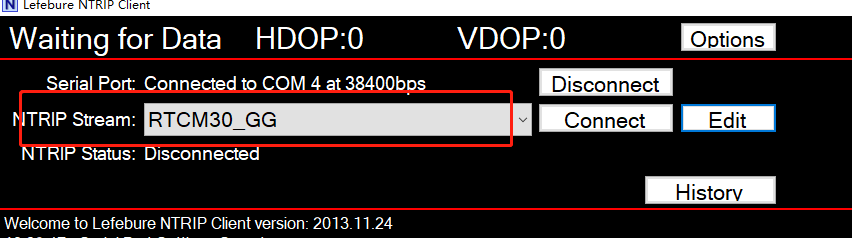 N Lefebure NTRIP Client
Waiting for Data HDOP:0 VDOP:0 Options
Serial Port: Connected to COM 4 at 38400bps Disconnect
NTRIP Stream: RTCM30_GG Connect Edit
NTRIP Status: Disconnected
History
Welcome to Lefebure NTRIP Client version: 2013.11.24